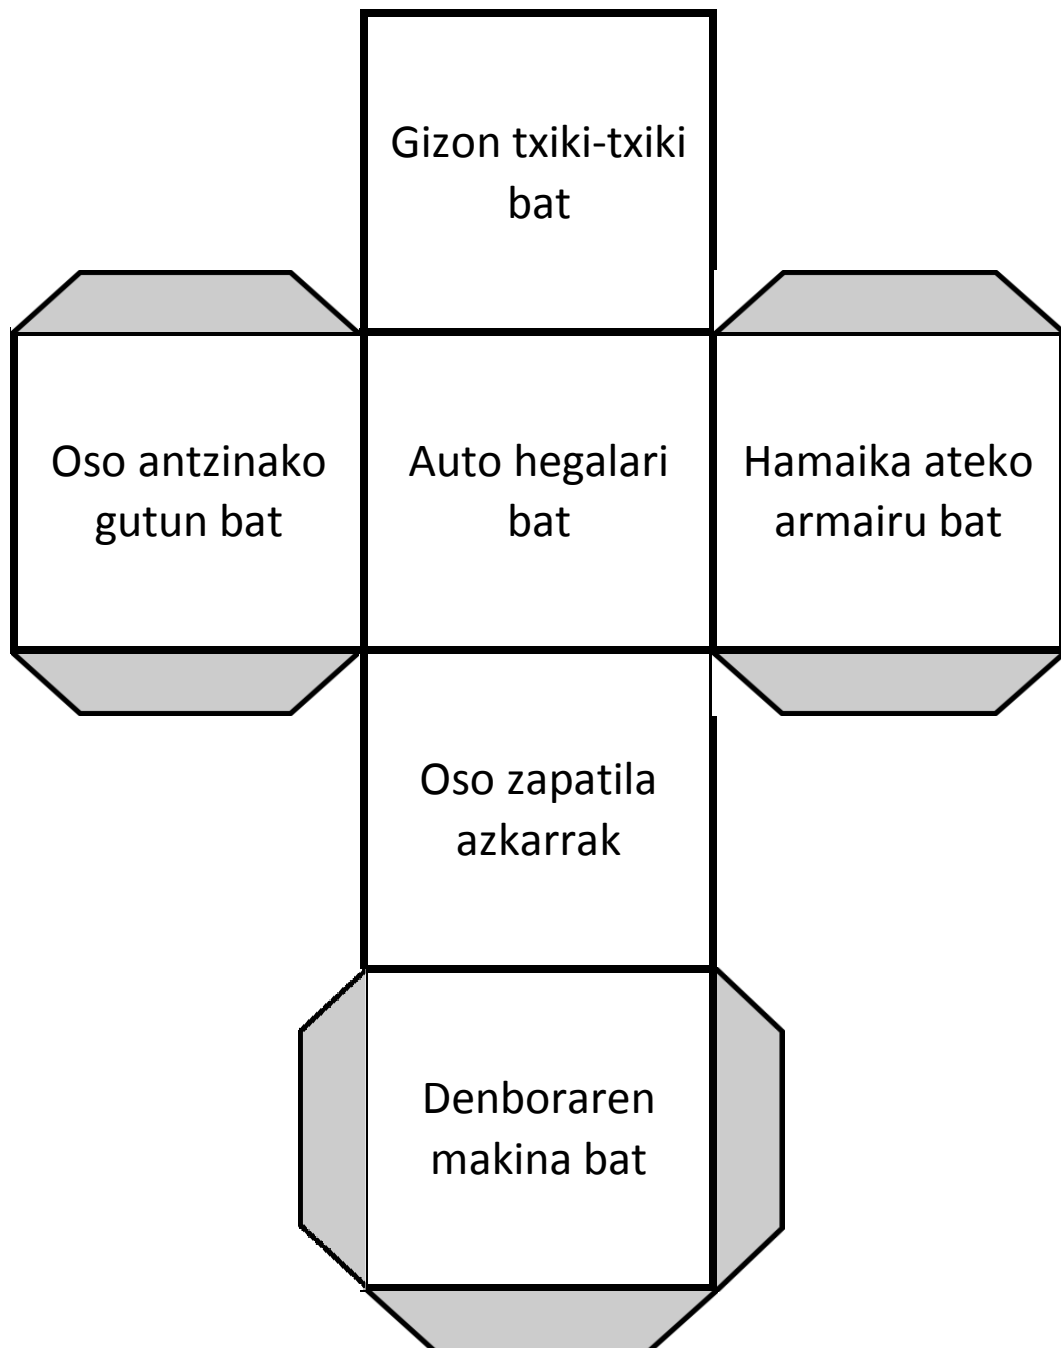 Gizon txiki-txiki
bat
Oso antzinako
gutun bat
Auto hegalari
bat
Hamaika ateko
armairu bat
Oso zapatila
azkarrak
Denboraren
makina bat